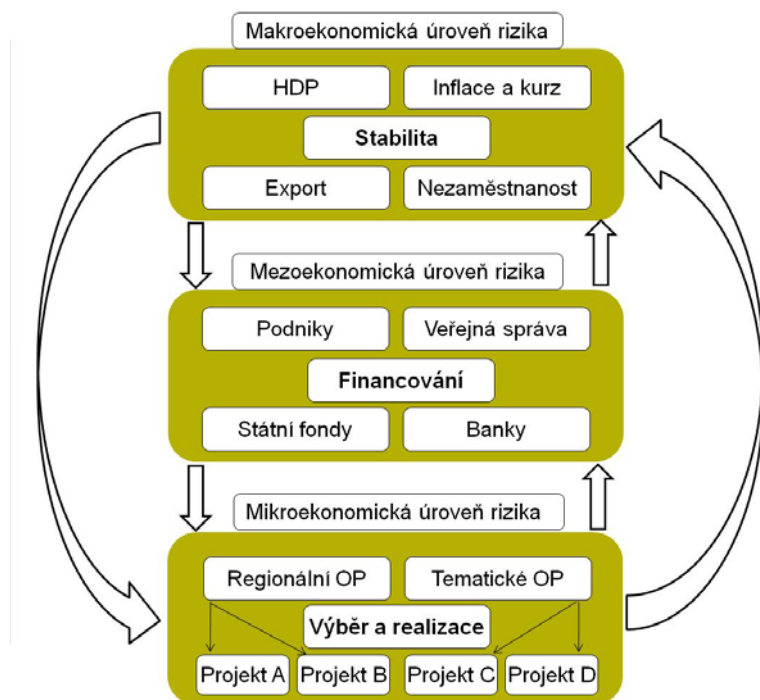 Makroekonomická úroveň rizika
HDP
Inflace a kurz
Stabilita
Export
Nezaměstnanost
Mezoekonomická úroveň rizika
Podniky
Veřejná správa
Financování
Státní fondy
Banky
Mikroekonomická úroveň rizika
Regionální OP
Tematické OP
Výběr a realizace
Projekt A
Projekt B
Projekt C
Projekt D